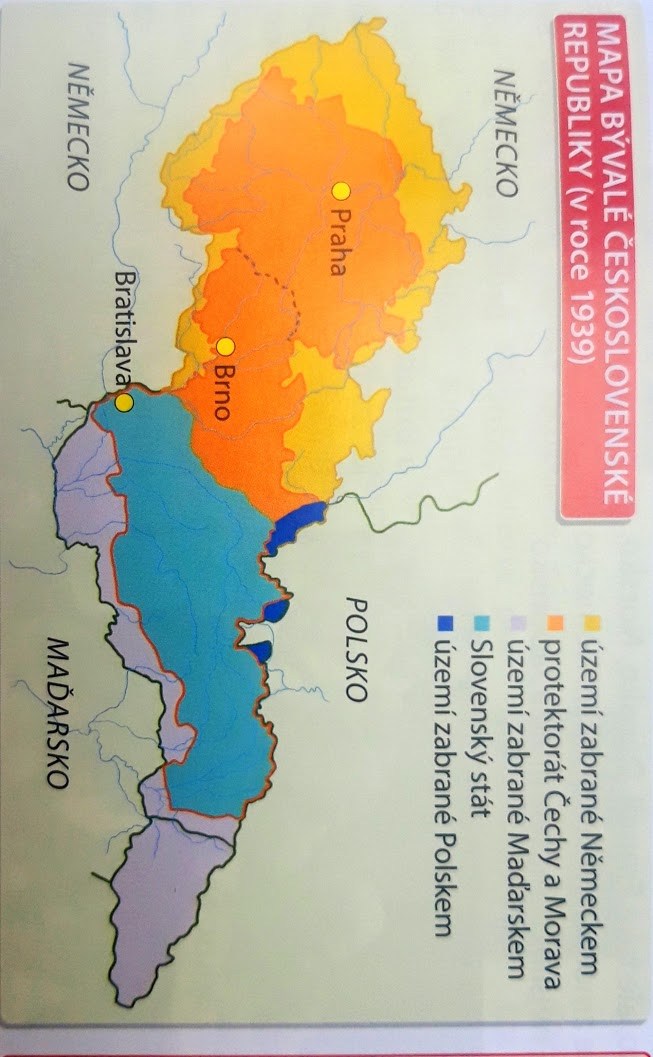 MAPA BÝVALÉ ČESKOSLOVENSKÉ
REPUBLIKY (v roce 1939)
NĚMECKO
území zabrané Německem
protektorát Čechy a Morava
území zabrané Maďarskem
Slovenský stát
území zabrané Polskem
Praha
POLSKO
Brno
NĚMECKO
Bratislava
MAĎARSKO